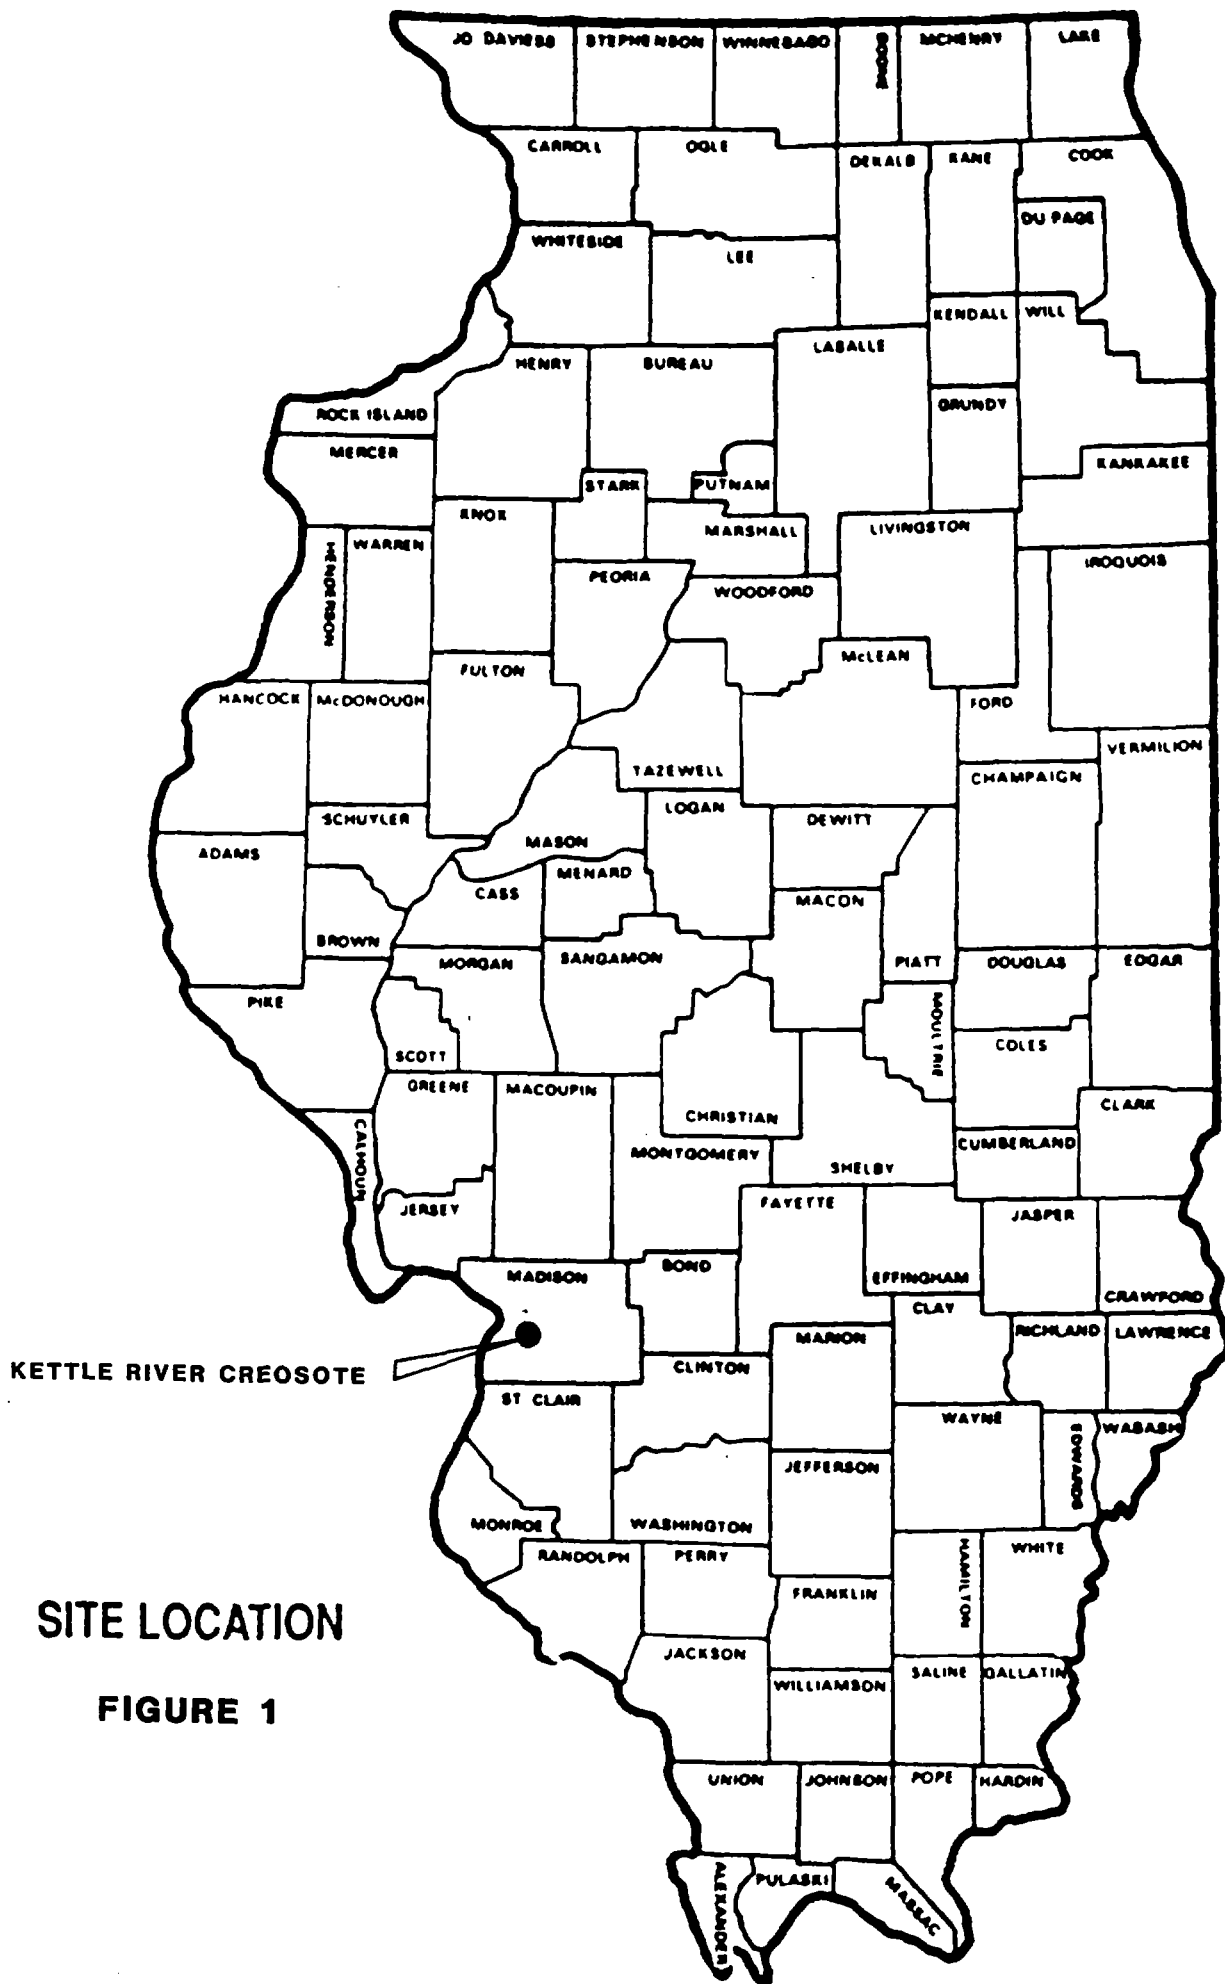 JO DAVIESS STEPHENSON WINNEBAGO BOONE MCHENRY LAKE
CARROLL OGLE DEKALB KANE COOK
DU PAGE
WHITESIDE LEE
KENDALL WILL
HENRY BUREAU LASALLE
ROCK ISLAND GRUNDY
MERCER KANKAKEE
STARK PUTNAM
KNOX MARSHALL LIVINGSTON
HENDERSON WARREN IROQUOIS
PEORIA WOODFORD
FULTON McLEAN
HANCOCK McDONOUGH FORD
VERMILION
TAZEWELL CHAMPAIGN
LOGAN
SCHUYLER DEWITT
ADAMS MASON
CASS MENARD MACON
BROWN MORGAN SANGAMON PIATT DOUGLAS EDGAR
PIKE MOULTRIE
SCOTT COLES
GREENE MACOUPIN CLARK
CHRISTIAN
CALHOUN MONTGOMERY CUMBERLAND
SHELBY
JERSEY FAYETTE JASPER
MADISON BOND EFFINGHAM
CLAY CRAWFORD
MARION RICHLAND LAWRENCE
KETTLE RIVER CREOSOTE
CLINTON
ST CLAIR WAYNE WABASH
JEFFERSON EDWARDS
MONROE WASHINGTON
RANDOLPH PERRY HAMILTON WHITE
FRANKLIN
SITE LOCATION
JACKSON
WILLIAMSON SALINE GALLATIN
FIGURE 1
UNION JOHNSON POPE HARDIN
PULASKI
ALEXANDER MASSAC